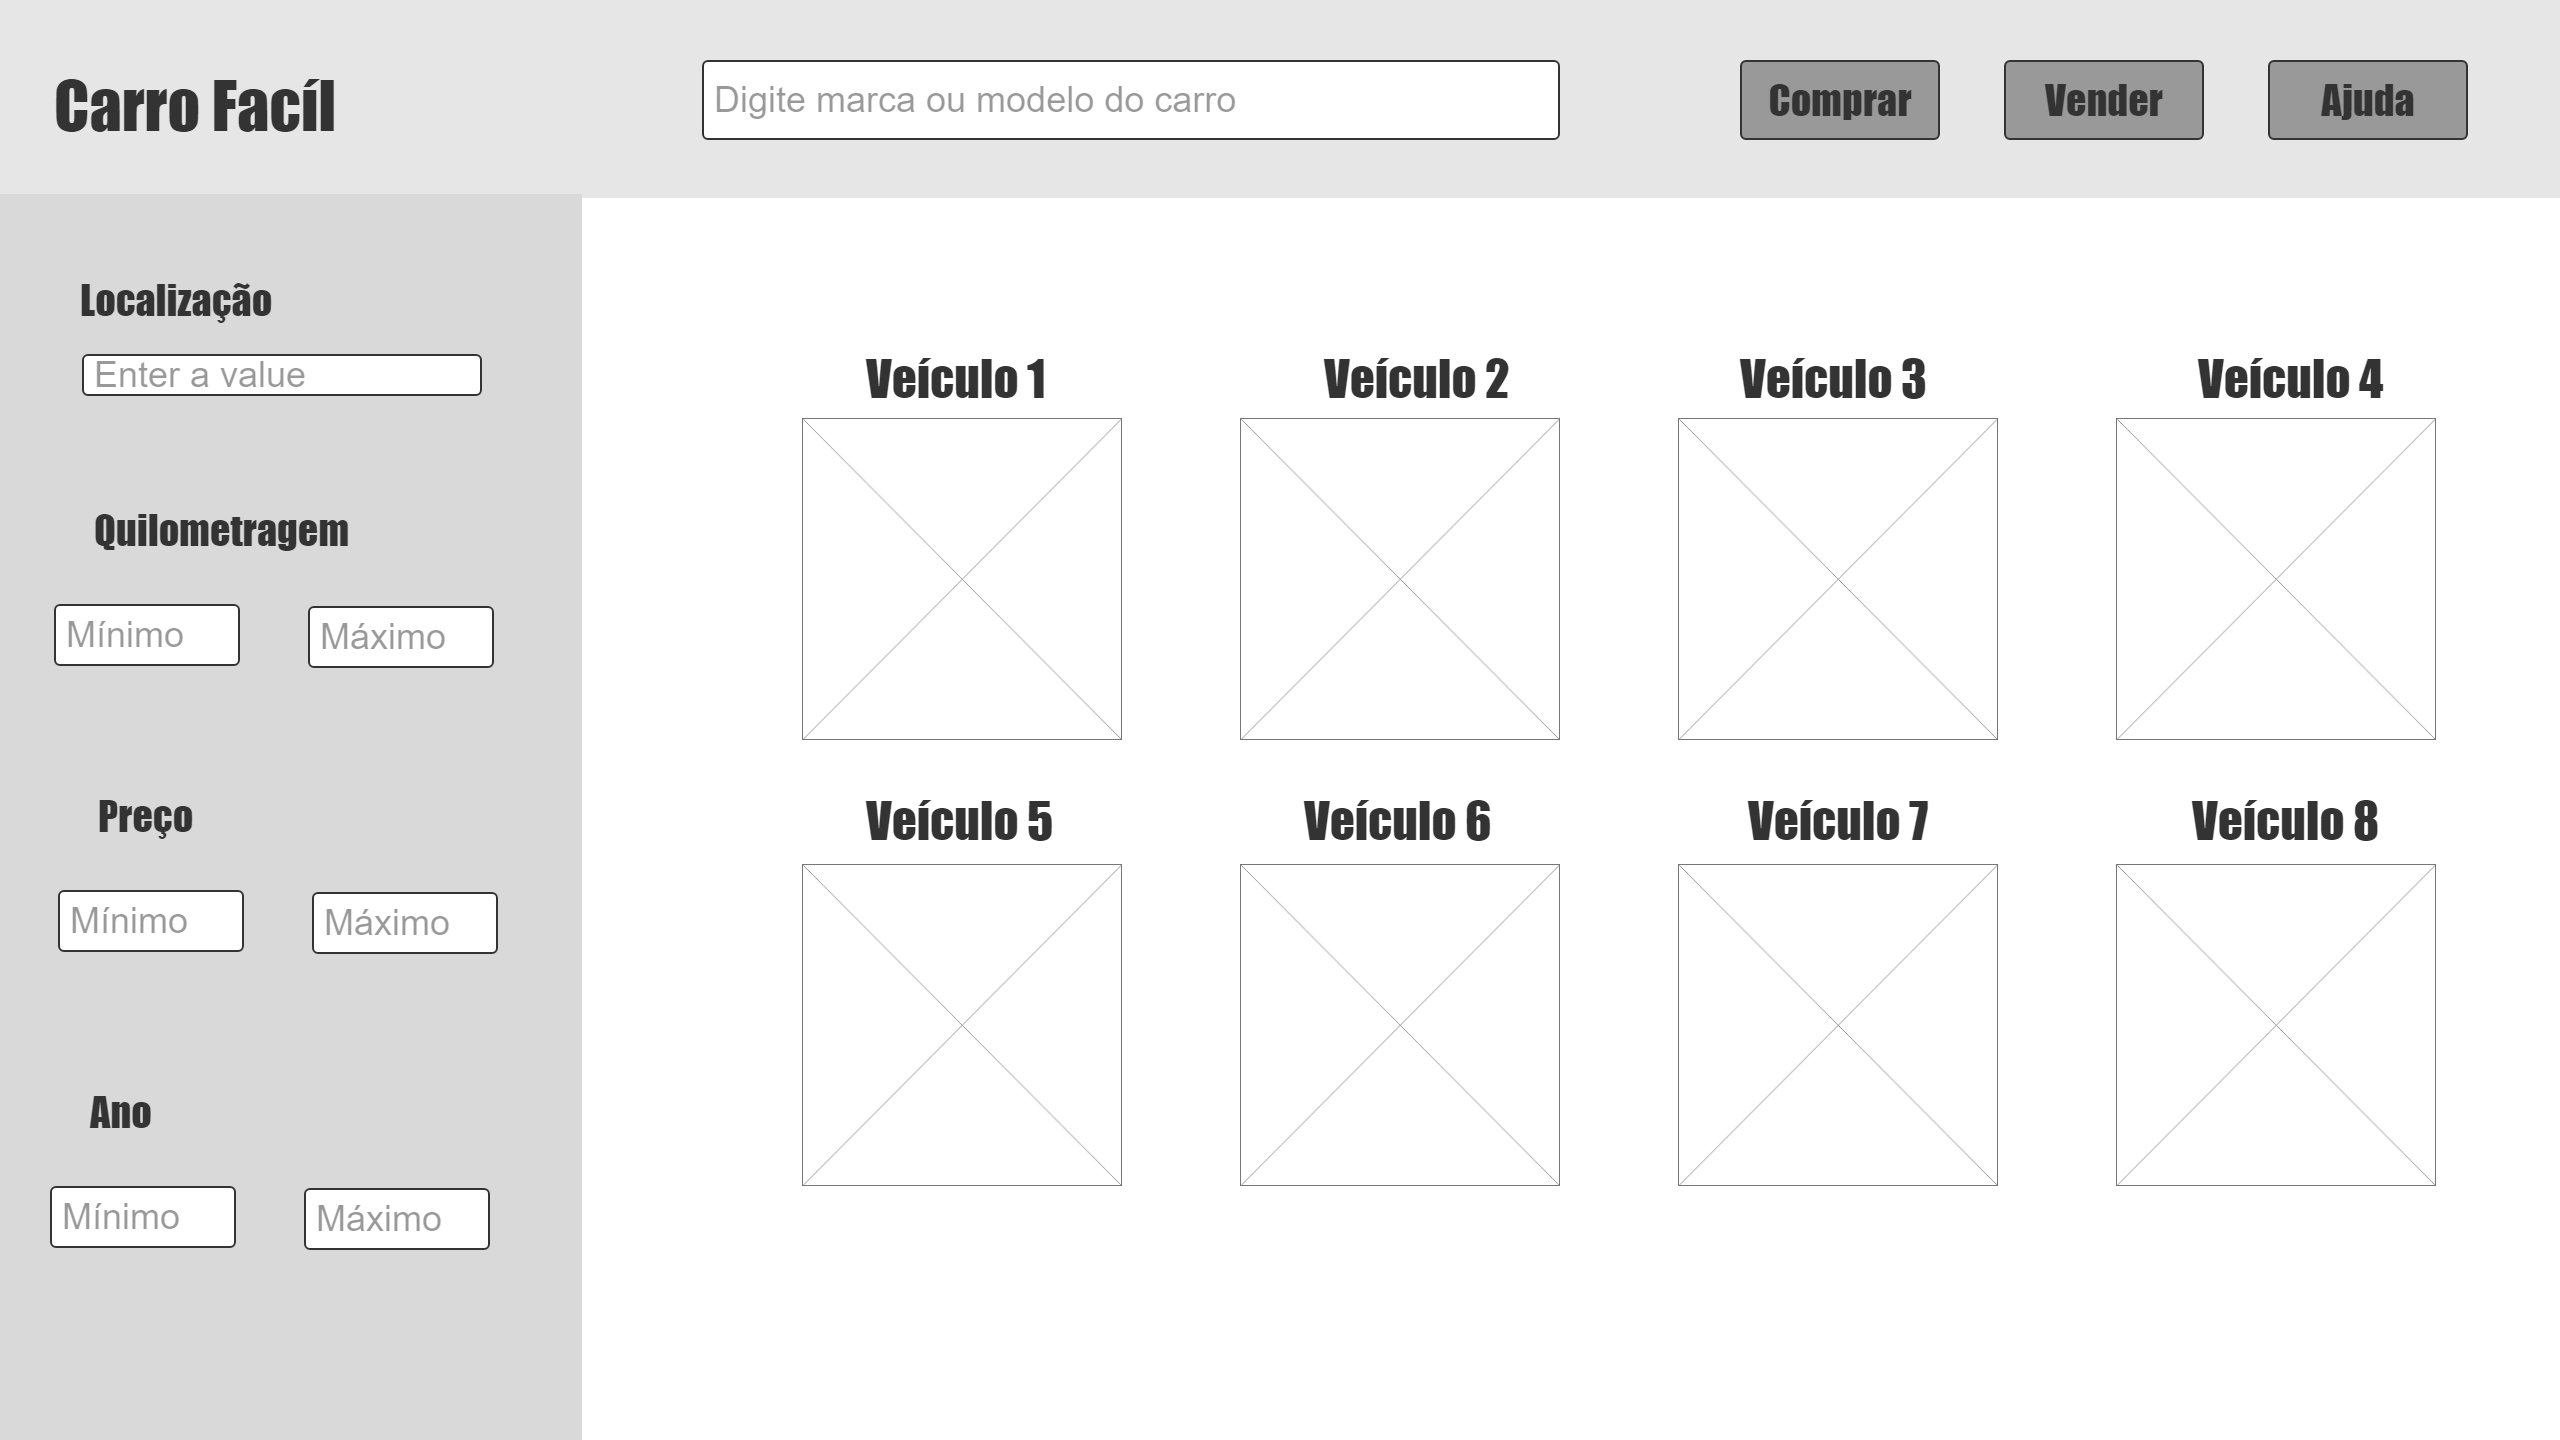 Carro Facíl
Digite marca ou modelo do carro
Comprar
Vender
Ajuda
Localização
Enter a value
Quilometragem
Mínimo
Máximo
Preço
Mínimo
Máximo
Ano
Mínimo
Máximo
Veículo 1
Veículo 2
Veículo 3
Veículo 4
Veículo 5
Veículo 6
Veículo 7
Veículo 8